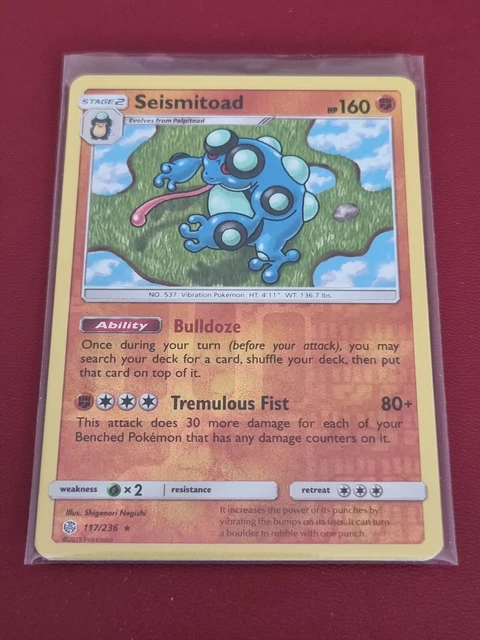 STAGE 2 Seismitoad HP 160
Evolves from Palpitoad
NO. 537 Vibration Pokémon HT: 4'11" WT: 136.7 lbs.
Ability Bulldoze
Once during your turn (before your attack), you may
search your deck for a card, shuffle your deck, then put
that card on top of it.
Tremulous Fist 80+
This attack does 30 more damage for each of your
Benched Pokémon that has any damage counters on it.
weakness ×2 resistance retreat
Illus. Shigenori Negishi
117/236
©2019 Pokémon
It increases the power of its punches by
vibrating the bumps on its fists. It can turn
a boulder to rubble with one punch.